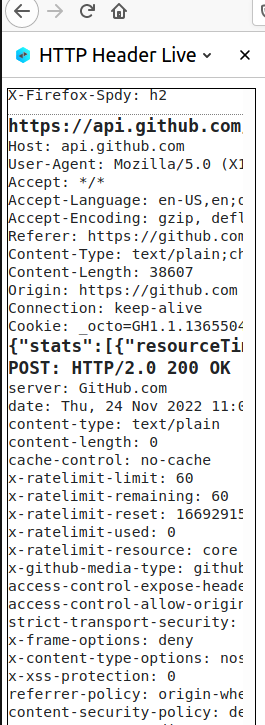 HTTP Header Live
X-Firefox-Spdy: h2
https://api.github.com
Host: api.github.com
User-Agent: Mozilla/5.0 (X1
Accept: */*
Accept-Language: en-US,en;q
Accept-Encoding: gzip, defl
Referer: https://github.com
Content-Type: text/plain;ch
Content-Length: 38607
Origin: https://github.com
Connection: keep-alive
Cookie: _octo=GH1.1.1365504
{"stats":[{"resourceTin
POST: HTTP/2.0 200 OK
server: GitHub.com
date: Thu, 24 Nov 2022 11:0
content-type: text/plain
content-length: 0
cache-control: no-cache
x-ratelimit-limit: 60
x-ratelimit-remaining: 60
x-ratelimit-reset: 16692915
x-ratelimit-used: 0
x-ratelimit-resource: core
x-github-media-type: github
access-control-expose-heade
access-control-allow-origin
strict-transport-security:
x-frame-options: deny
x-content-type-options: nos
x-xss-protection: 0
referrer-policy: origin-whe
content-security-policy: de